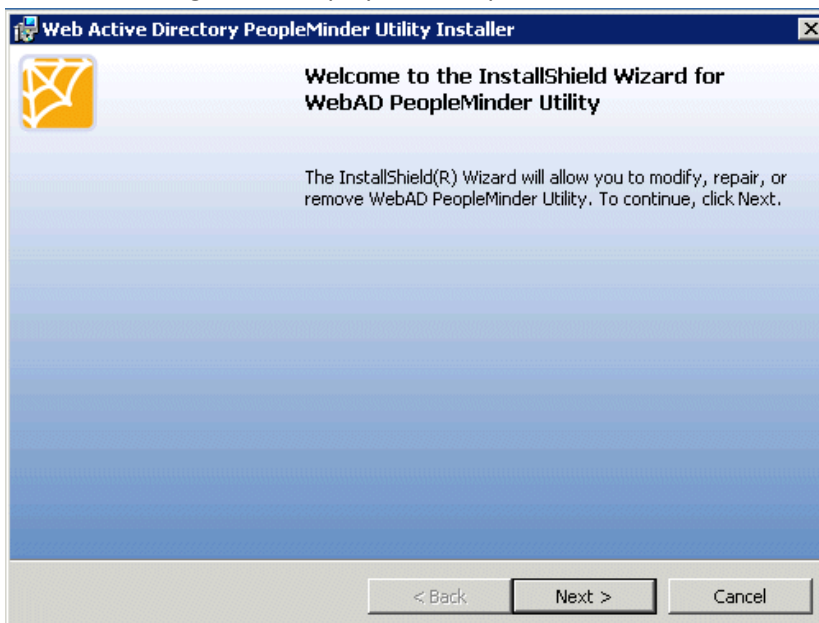 Web Active Directory PeopleMinder Utility Installer
Welcome to the InstallShield Wizard for
WebAD PeopleMinder Utility
The InstallShield(R) Wizard will allow you to modify, repair, or
remove WebAD PeopleMinder Utility. To continue, click Next.
< Back Next > Cancel